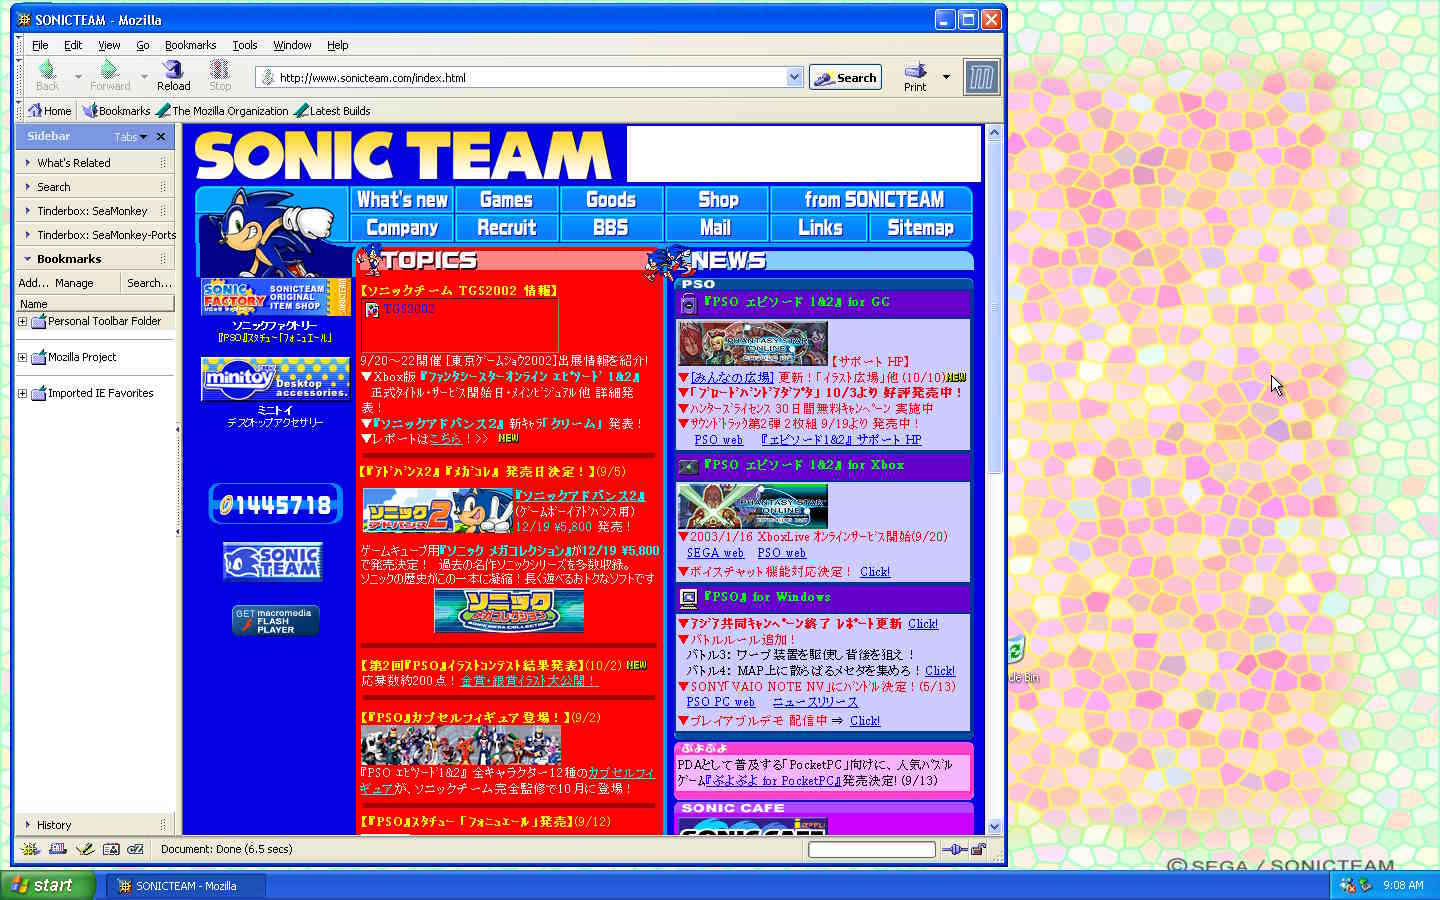 SONICTEAM - Mozilla
File Edit View Go Bookmarks Tools Window Help
Back Forward Reload Stop http://www.sonicteam.com/index.html Search Print
Home Bookmarks The Mozilla Organization Latest Builds
Sidebar Tabs
What's Related
Search
Tinderbox: SeaMonkey
Tinderbox: SeaMonkey-Ports
Bookmarks
Add... Manage Search...
Name
Personal Toolbar Folder
Mozilla Project
Imported IE Favorites
History
SONIC TEAM
What's new Games Goods Shop from SONICTEAM
Company Recruit BBS Mail Links Sitemap
SONIC FACTORY SONICTEAM ORIGINAL ITEM SHOP
ソニックファクトリー
『PSO』スタチュー「フォニュエール」
minitoy Desktop accessories.
ミニトイ
デスクトップアクセサリー
01445718
SONIC TEAM
GET macromedia FLASH PLAYER
TOPICS
【ソニックチーム TGS2002 情報】
TGS2002
9/20～22開催 [東京ゲームショウ2002]出展情報を紹介!
▼Xbox版『ファンタシースターオンライン エピソード 1&2』
正式タイトル・サービス開始日・メインビジュアル他 詳細発
表！
▼『ソニックアドバンス2』 新キャラ「クリーム」 発表！
▼レポートはこちら！>> NEW
【『アドバンス2』『メガコレ』 発売日決定！】(9/5)
ソニックアドバンス2
『ソニックアドバンス2』
(ゲームボーイアドバンス用)
12/19 ¥5,800 発売！
ゲームキューブ用『ソニック メガコレクション』が12/19 ¥5,800
で発売決定！ 過去の名作ソニックシリーズを多数収録。
ソニックの歴史がこの一本に凝縮！長く遊べるおトクなソフトです
ソニック メガコレクション
SONIC MEGA COLLECTION
【第2回『PSO』イラストコンテスト結果発表】(10/2) NEW
応募数約200点！金賞・銀賞イラスト大公開！
【『PSO』カプセルフィギュア登場！】(9/2)
『PSO エピソード1&2』 全キャラクター12種のカプセルフィ
ギュアが、ソニックチーム完全監修で10月に登場！
【『PSO』スタチュー「フォニュエール」発売】(9/12)
NEWS
PSO
『PSO エピソード 1&2』 for GC
PHANTASY STAR ONLINE
【サポート HP】
▼[みんなの広場] 更新！「イラスト広場」他 (10/10)NEW
▼「ブロードバンドアダプタ」 10/3より 好評発売中！
▼ハンターズライセンス 30日間無料キャンペーン 実施中
▼サウンドトラック第2弾 2枚組 9/19より 発売中！
PSO web 『エピソード1&2』 サポート HP
『PSO エピソード 1&2』 for Xbox
PHANTASY STAR ONLINE
▼2003/1/16 XboxLive オンラインサービス開始(9/20)
SEGA web PSO web
▼ボイスチャット機能対応決定！ Click!
『PSO』 for Windows
▼アジア共同キャンペーン終了 レポート更新 Click!
▼バトルルール追加！
バトル3: ワープ装置を駆使し背後を狙え！
バトル4: MAP上に散らばるメセタを集めろ！Click!
▼SONY「VAIO NOTE NV」にバンドル決定！(5/13)
PSO PC web ニュースリリース
▼プレイアブルデモ 配信中 ⇒ Click!
ぷよぷよ
PDAとして普及する「PocketPC」向けに、人気パズル
ゲーム『ぷよぷよ for PocketPC』発売決定! (9/13)
SONIC CAFE
Document: Done (6.5 secs)
cle Bin
© SEGA / SONICTEAM
start SONICTEAM - Mozilla 9:08 AM